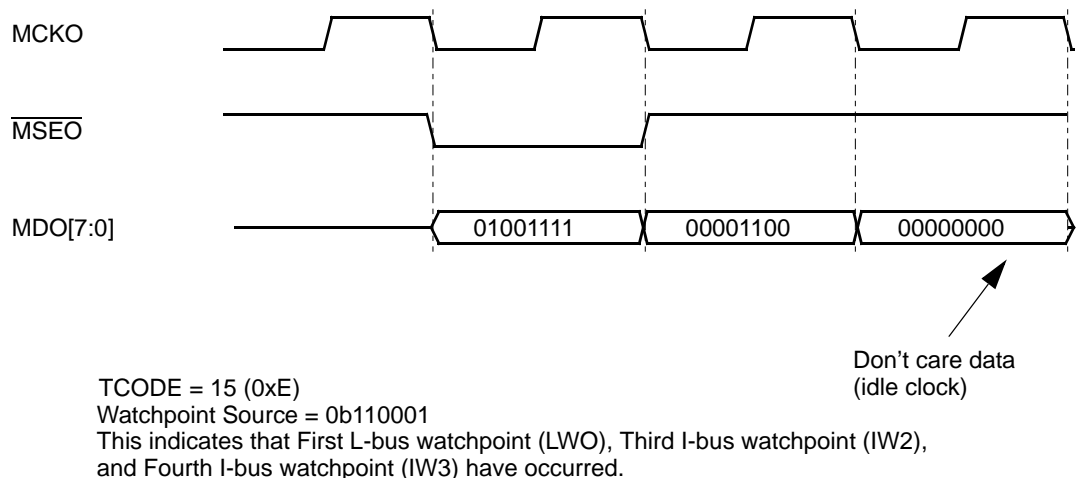 MCKO
MSEO
MDO[7:0]
01001111
00001100
00000000
Don’t care data
(idle clock)
TCODE = 15 (0xE)
Watchpoint Source = 0b110001
This indicates that First L-bus watchpoint (LWO), Third I-bus watchpoint (IW2),
and Fourth I-bus watchpoint (IW3) have occurred.